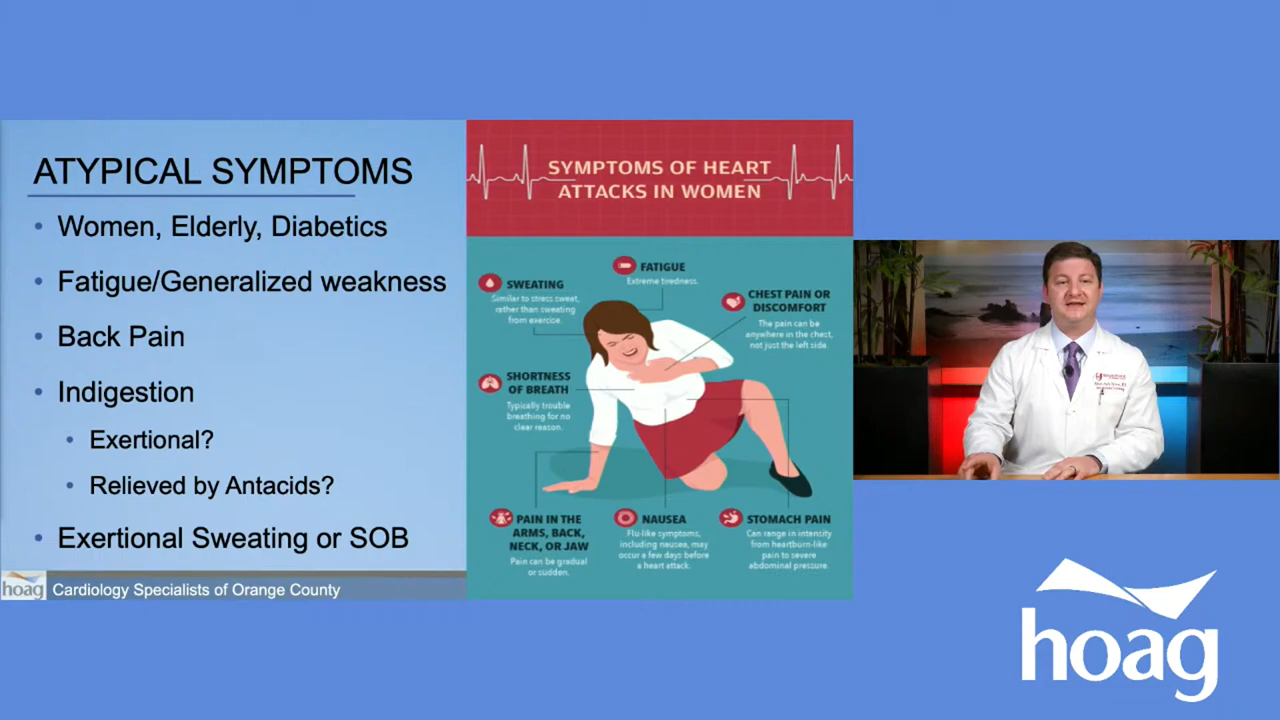 ATYPICAL SYMPTOMS
• Women, Elderly, Diabetics
• Fatigue/Generalized weakness
• Back Pain
• Indigestion
• Exertional?
• Relieved by Antacids?
• Exertional Sweating or SOB
hoag
Cardiology Specialists of Orange County
SYMPTOMS OF HEART
ATTACKS IN WOMEN
FATIGUE
Extreme tiredness.
SWEATING
Similar to stress sweat,
rather than sweating
from exercise.
CHEST PAIN OR
DISCOMFORT
The pain can be
anywhere in the chest,
not just the left side.
SHORTNESS
OF BREATH
Typically trouble
breathing for no
clear reason.
PAIN IN THE
ARMS, BACK,
NECK, OR JAW
Pain can be gradual
or sudden.
NAUSEA
Flu-like symptoms,
including nausea, may
occur a few days before
a heart attack.
STOMACH PAIN
Can range in intensity
from heartburn-like
pain to severe
abdominal pressure.
hoag